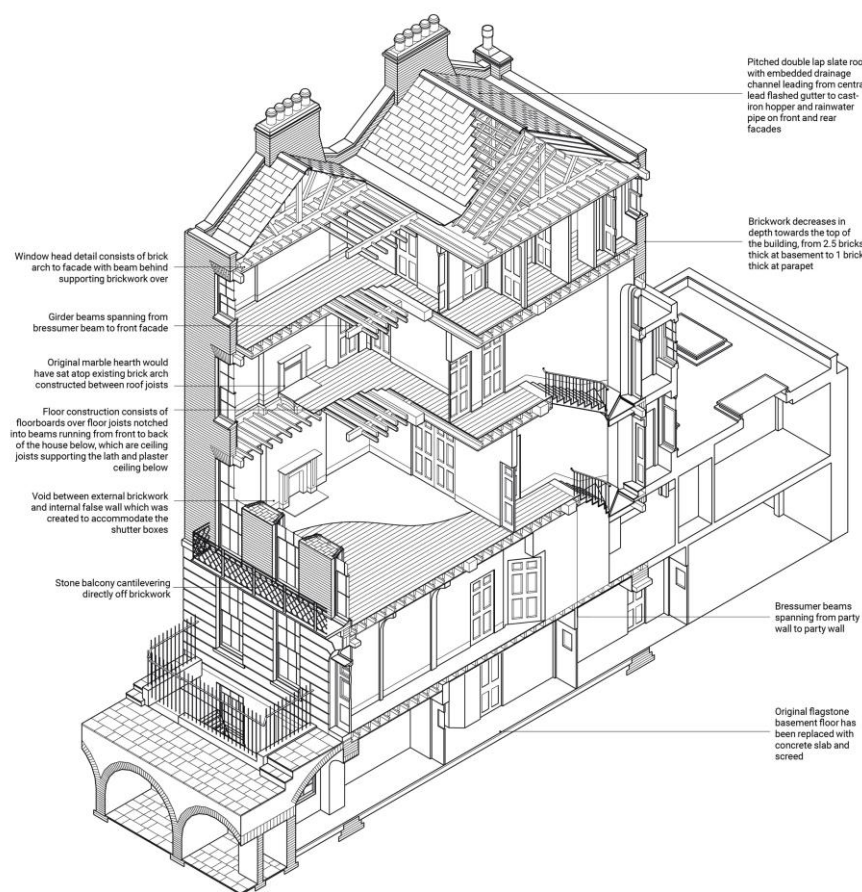 Pitched double lap slate roo
with embedded drainage
channel leading from centra
lead flashed gutter to cast-
iron hopper and rainwater
pipe on front and rear
facades
Brickwork decreases in
depth towards the top of
the building, from 2.5 bricks
thick at basement to 1 brick
thick at parapet
Window head detail consists of brick
arch to facade with beam behind
supporting brickwork over
Girder beams spanning from
bressumer beam to front facade
Original marble hearth would
have sat atop existing brick arch
constructed between roof joists
Floor construction consists of
floorboards over floor joists notched
into beams running from front to back
of the house below, which are ceiling
joists supporting the lath and plaster
ceiling below
Void between external brickwork
and internal false wall which was
created to accommodate the
shutter boxes
Stone balcony cantilevering
directly off brickwork
Bressumer beams
spanning from party
wall to party wall
Original flagstone
basement floor has
been replaced with
concrete slab and
screed